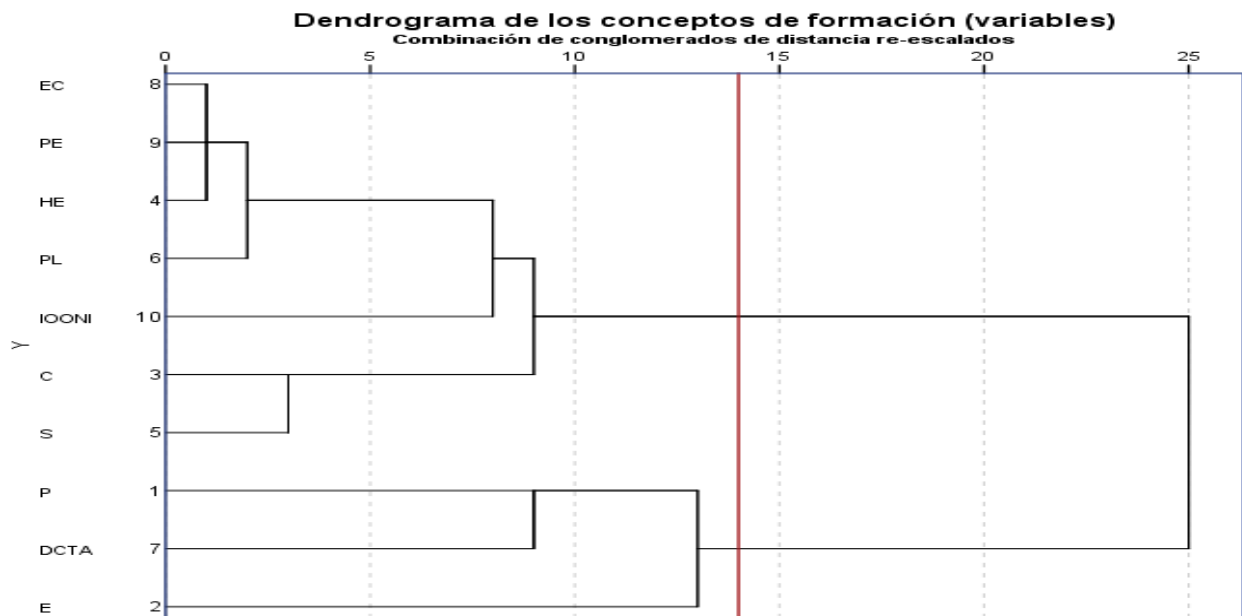 Dendrograma de los conceptos de formación (variables)
Combinación de conglomerados de distancia re-escalados
0 5 10 15 20 25
EC 8
PE 9
HE 4
PL 6
IOONI 10
Y
C 3
S 5
P 1
DCTA 7
E 2